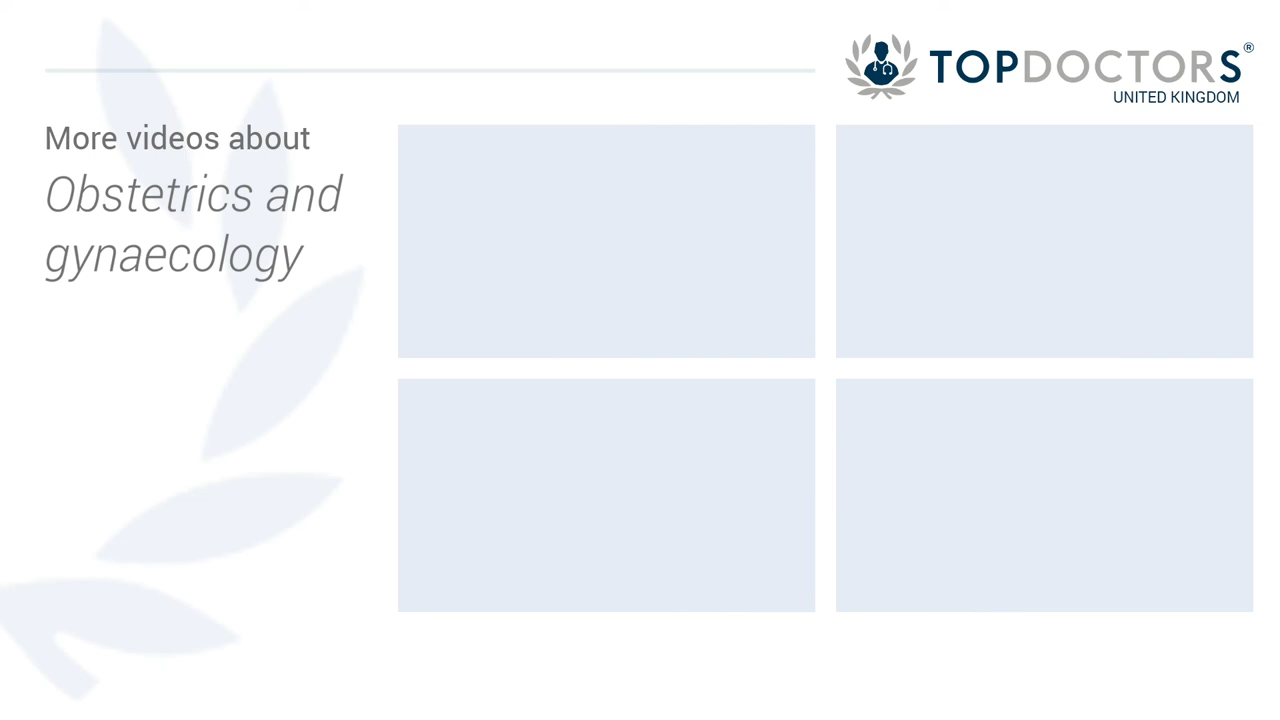 TOPDOCTORS®
UNITED KINGDOM
More videos about
Obstetrics and
gynaecology